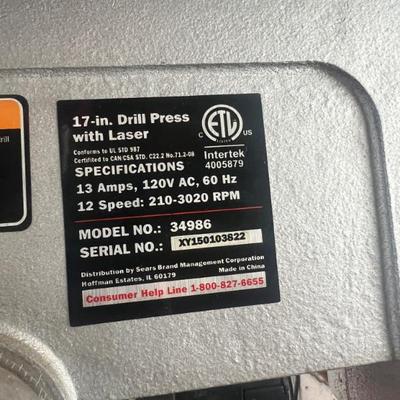 17-in. Drill Press
with Laser
Conforms to UL STD 987
Certified to CAN/CSA STD. C22.2 No.71.2-08
SPECIFICATIONS
13 Amps, 120V AC, 60 Hz
12 Speed: 210-3020 RPM
C ETL US
LISTED
Intertek
4005879
MODEL NO.: 34986
SERIAL NO.: XY150103822
Distribution by Sears Brand Management Corporation
Hoffman Estates, IL 60179 Made in China
Consumer Help Line 1-800-827-6655